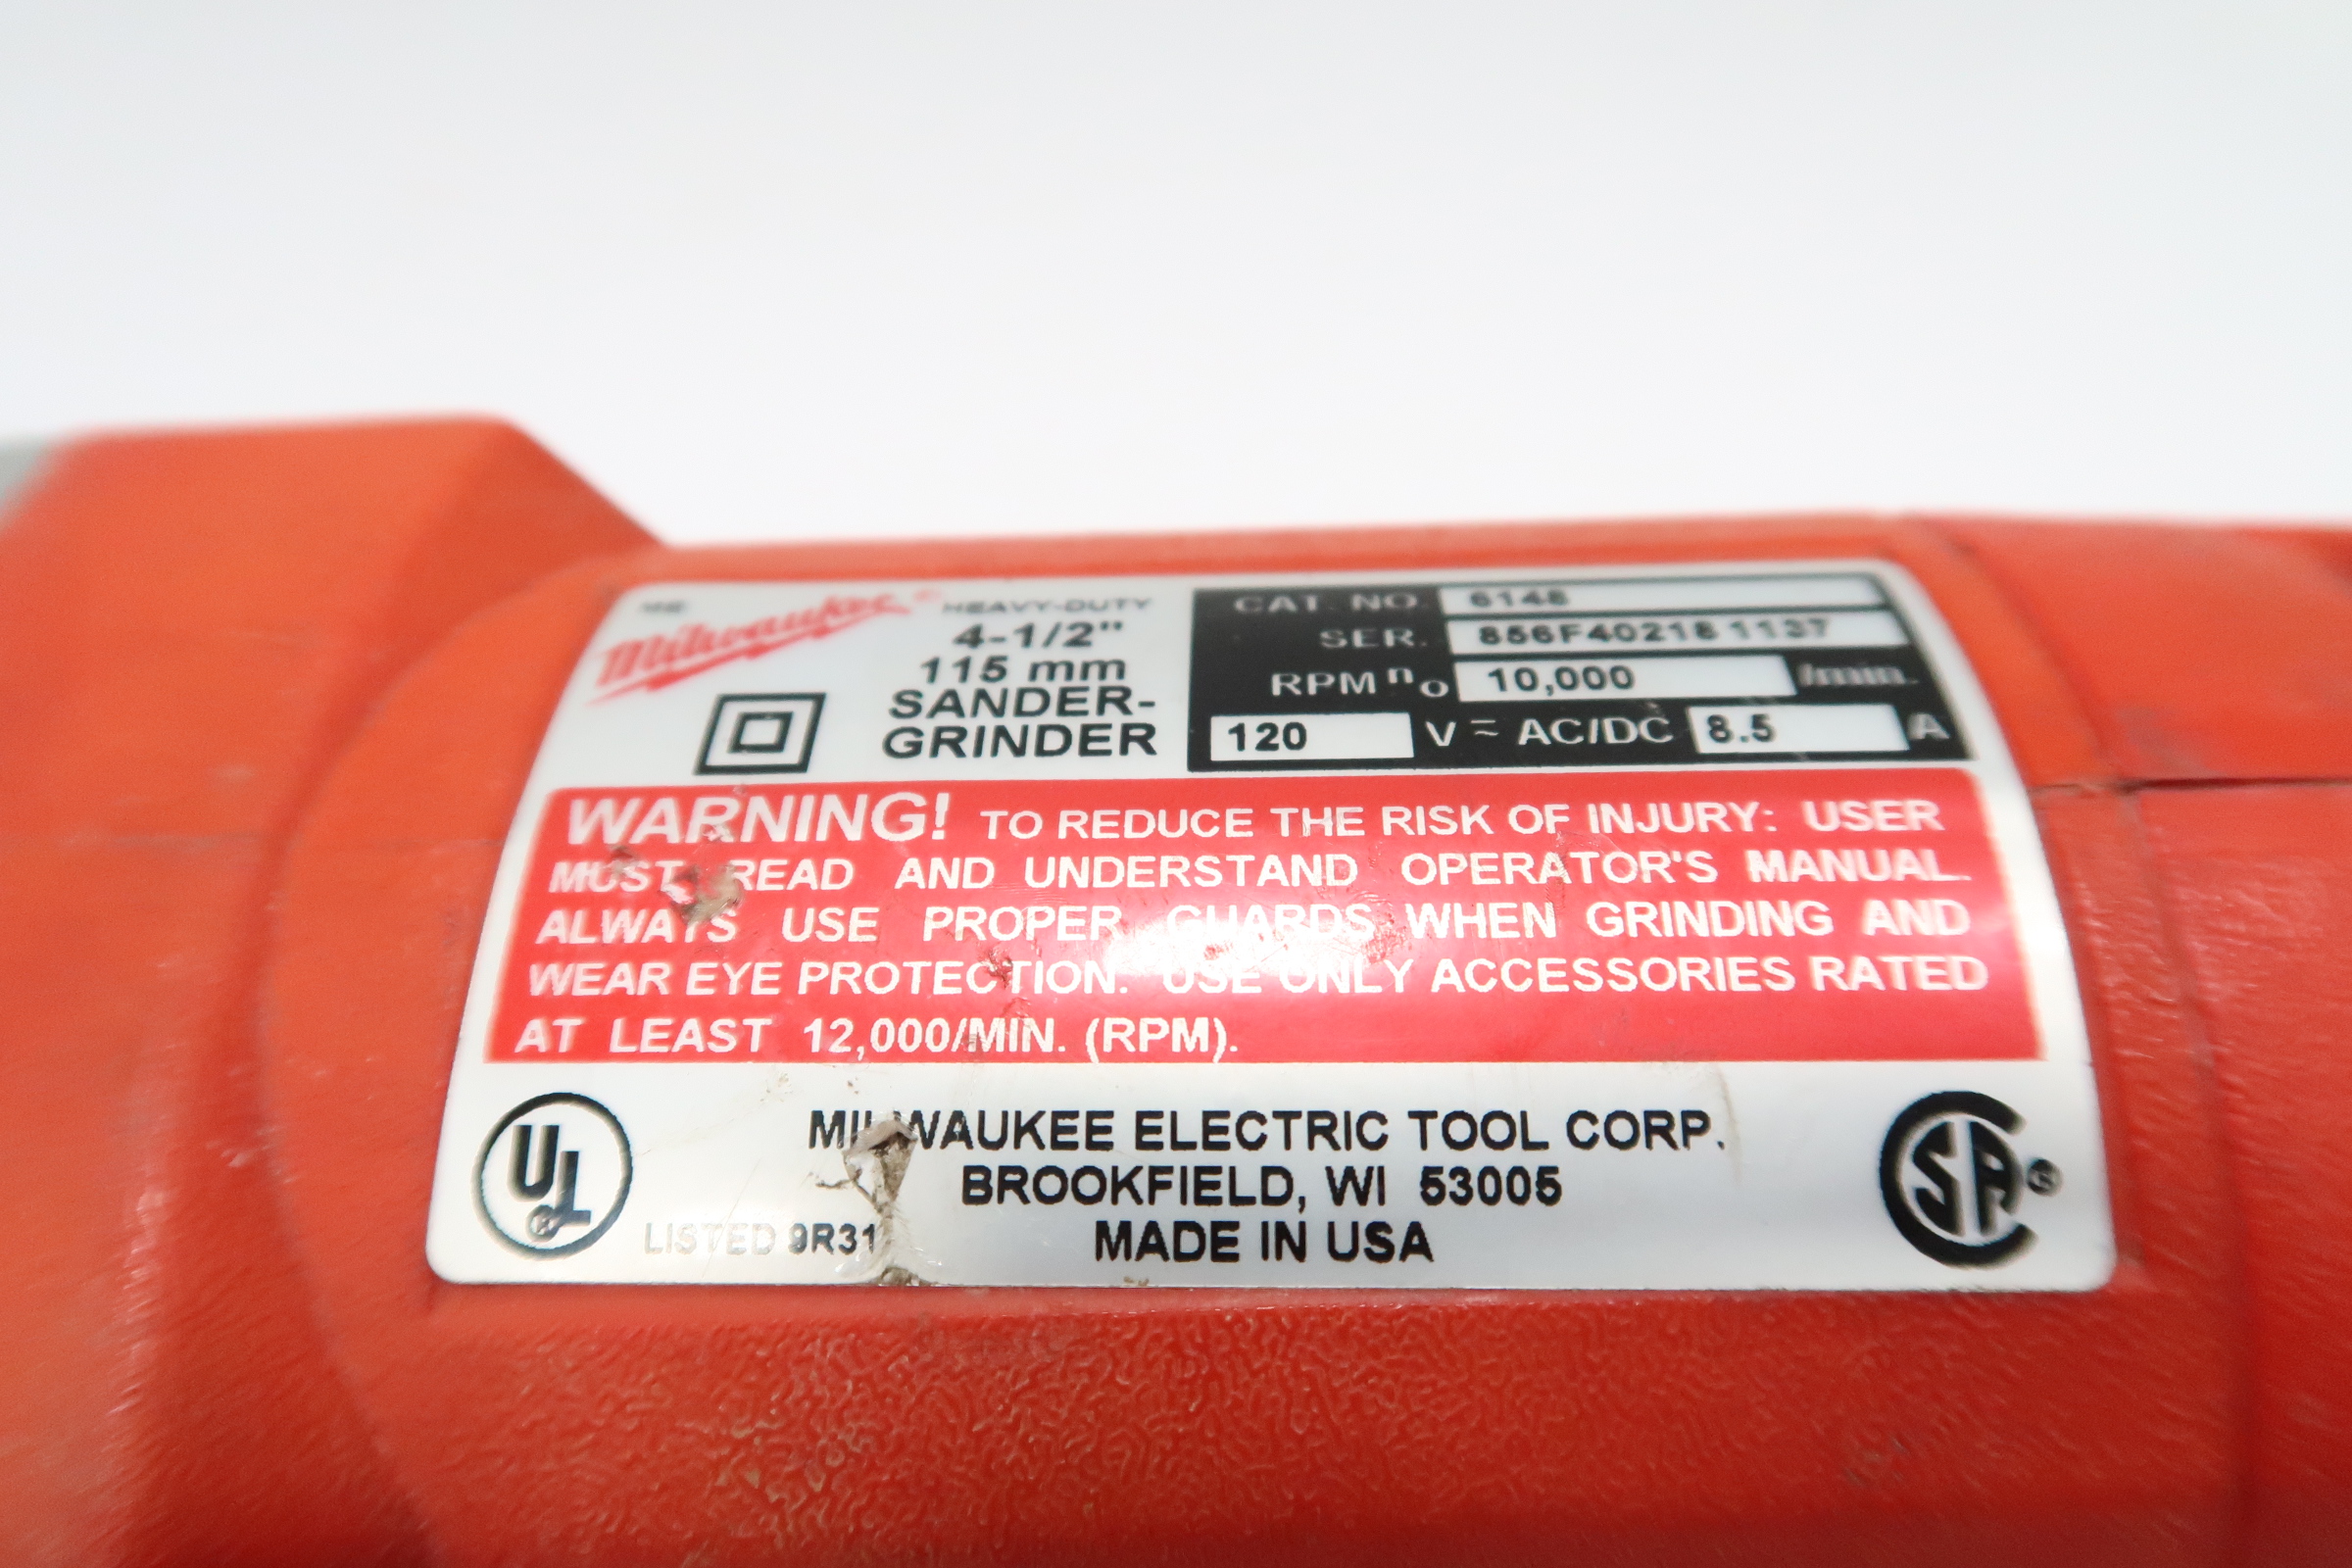 Milwaukee ® HEAVY-DUTY
4-1/2"
115 mm
SANDER-
GRINDER
CAT. NO. 6148
SER. 856F40218 1137
RPM n o 10,000 /min.
120 V ⎓ AC/DC 8.5 A
WARNING! TO REDUCE THE RISK OF INJURY: USER
MUST READ AND UNDERSTAND OPERATOR'S MANUAL.
ALWAYS USE PROPER GUARDS WHEN GRINDING AND
WEAR EYE PROTECTION. USE ONLY ACCESSORIES RATED
AT LEAST 12,000/MIN. (RPM).
UL ®
LISTED 9R31
MILWAUKEE ELECTRIC TOOL CORP.
BROOKFIELD, WI 53005
MADE IN USA
CSA ®